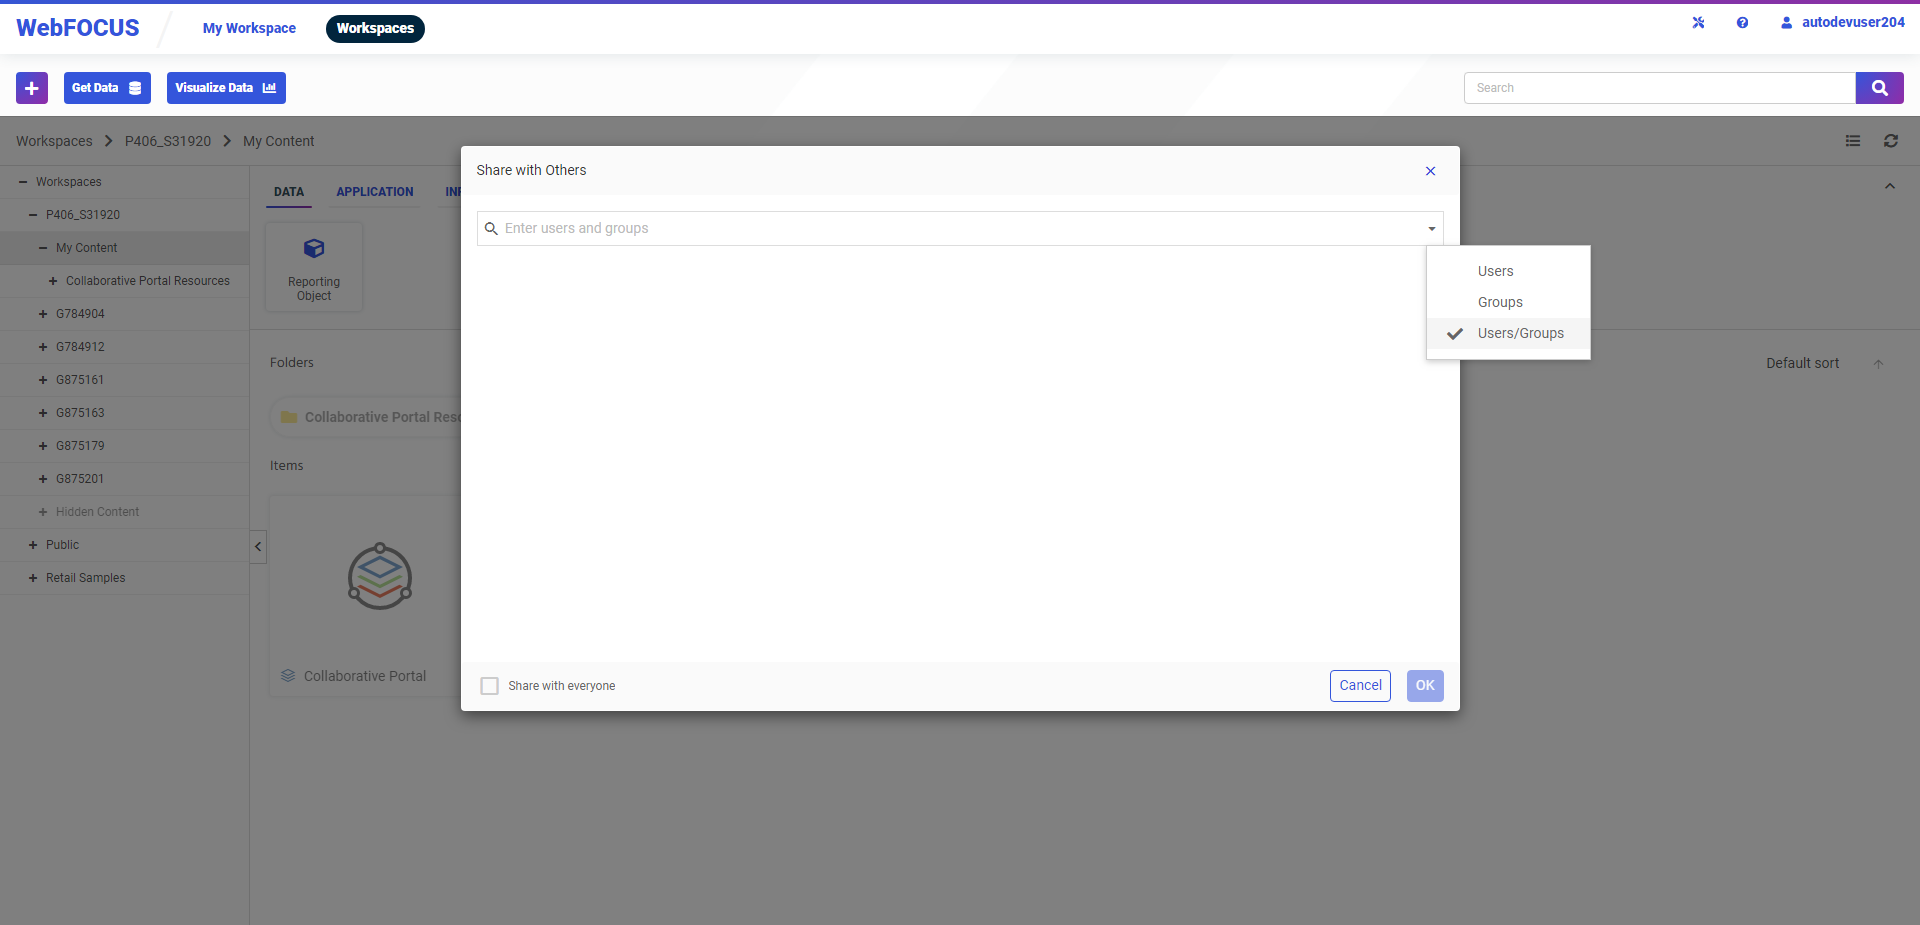 WebFOCUS
My Workspace
Workspaces
autodevuser204
Get Data
Visualize Data
Search
Workspaces
P406_S31920
My Content
Workspaces
P406_S31920
My Content
Collaborative Portal Resources
G784904
G784912
G875161
G875163
G875179
G875201
Hidden Content
Public
Retail Samples
DATA
APPLICATION
Reporting
Object
Folders
Collaborative Portal
Items
Collaborative Portal
Default sort
Share with Others
Enter users and groups
Users
Groups
Users/Groups
Share with everyone
Cancel
OK